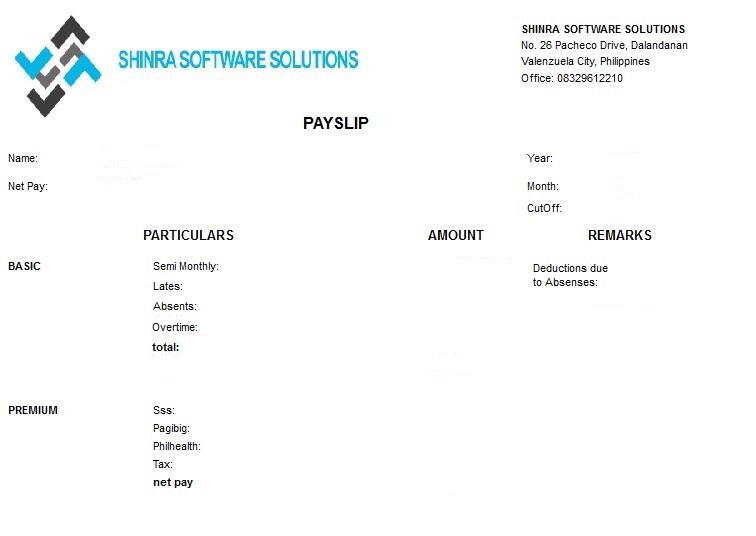 SHINRA SOFTWARE SOLUTIONS
SHINRA SOFTWARE SOLUTIONS
No. 26 Pacheco Drive, Dalandanan
Valenzuela City, Philippines
Office: 08329612210
PAYSLIP
Name:
Year:
Net Pay:
Month:
CutOff:
PARTICULARS AMOUNT REMARKS
BASIC Semi Monthly:
Deductions due
to Absenses:
Lates:
Absents:
Overtime:
total:
PREMIUM Sss:
Pagibig:
Philhealth:
Tax:
net pay